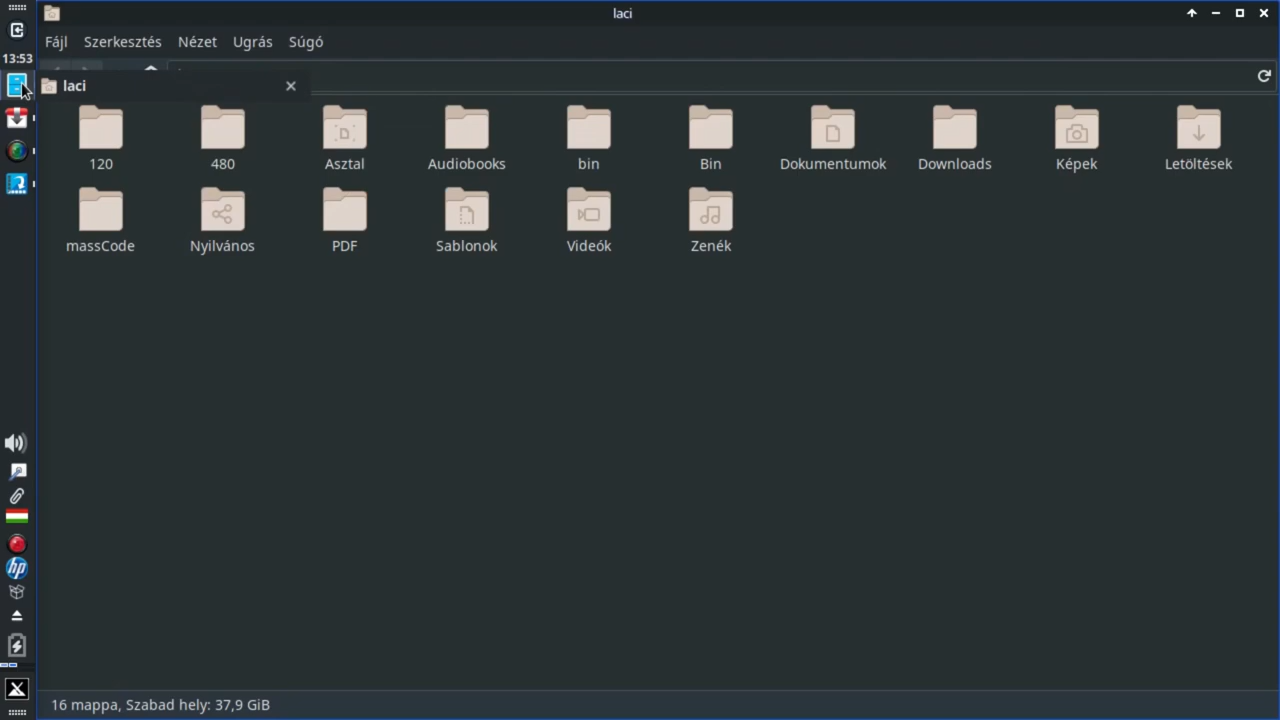 laci
Fájl Szerkesztés Nézet Ugrás Súgó
13:53
laci
120 480 Asztal Audiobooks bin Bin Dokumentumok Downloads Képek Letöltések
massCode Nyilvános PDF Sablonok Videók Zenék
hp
16 mappa, Szabad hely: 37,9 GiB